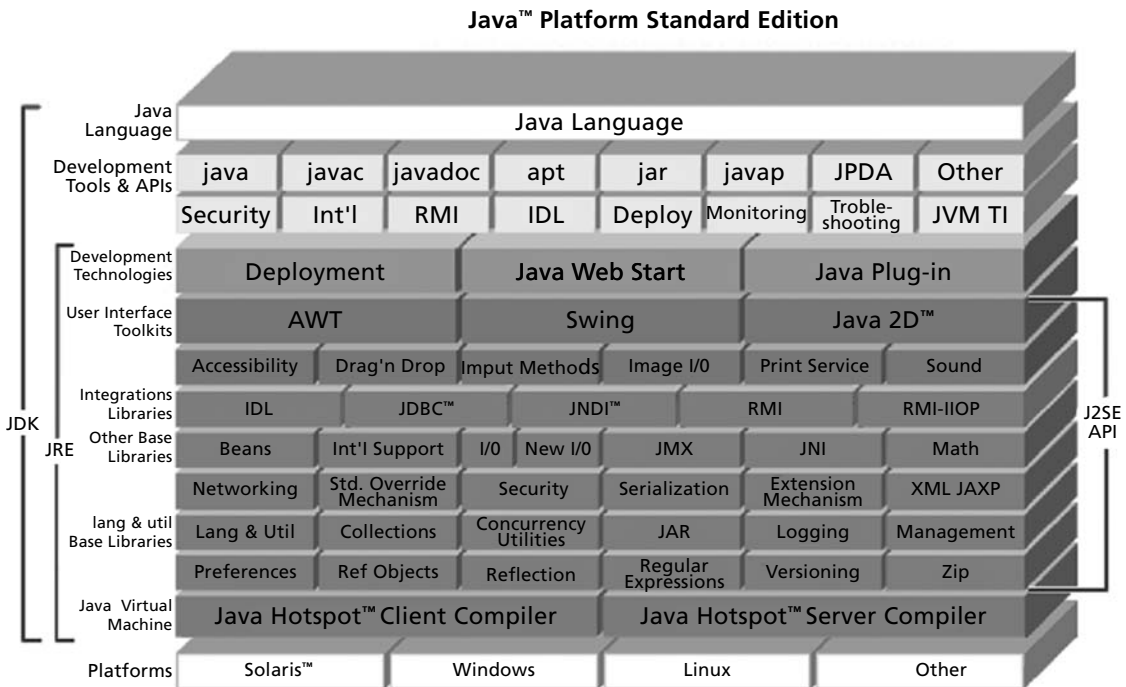 Java™ Platform Standard Edition
Java
Language
Java Language
Development
Tools & APIs
java javac javadoc apt jar javap JPDA Other
Security Int'l RMI IDL Deploy Monitoring Troble-
shooting JVM TI
Development
Technologies
Deployment Java Web Start Java Plug-in
User Interface
Toolkits
AWT Swing Java 2D™
Accessibility Drag'n Drop Imput Methods Image I/0 Print Service Sound
Integrations
Libraries
IDL JDBC™ JNDI™ RMI RMI-IIOP
JDK
JRE
J2SE
API
Other Base
Libraries
Beans Int'l Support I/0 New I/0 JMX JNI Math
Networking Std. Override
Mechanism Security Serialization Extension
Mechanism XML JAXP
lang & util
Base Libraries
Lang & Util Collections Concurrency
Utilities JAR Logging Management
Preferences Ref Objects Reflection Regular
Expressions Versioning Zip
Java Virtual
Machine
Java Hotspot™ Client Compiler Java Hotspot™ Server Compiler
Platforms
Solaris™ Windows Linux Other